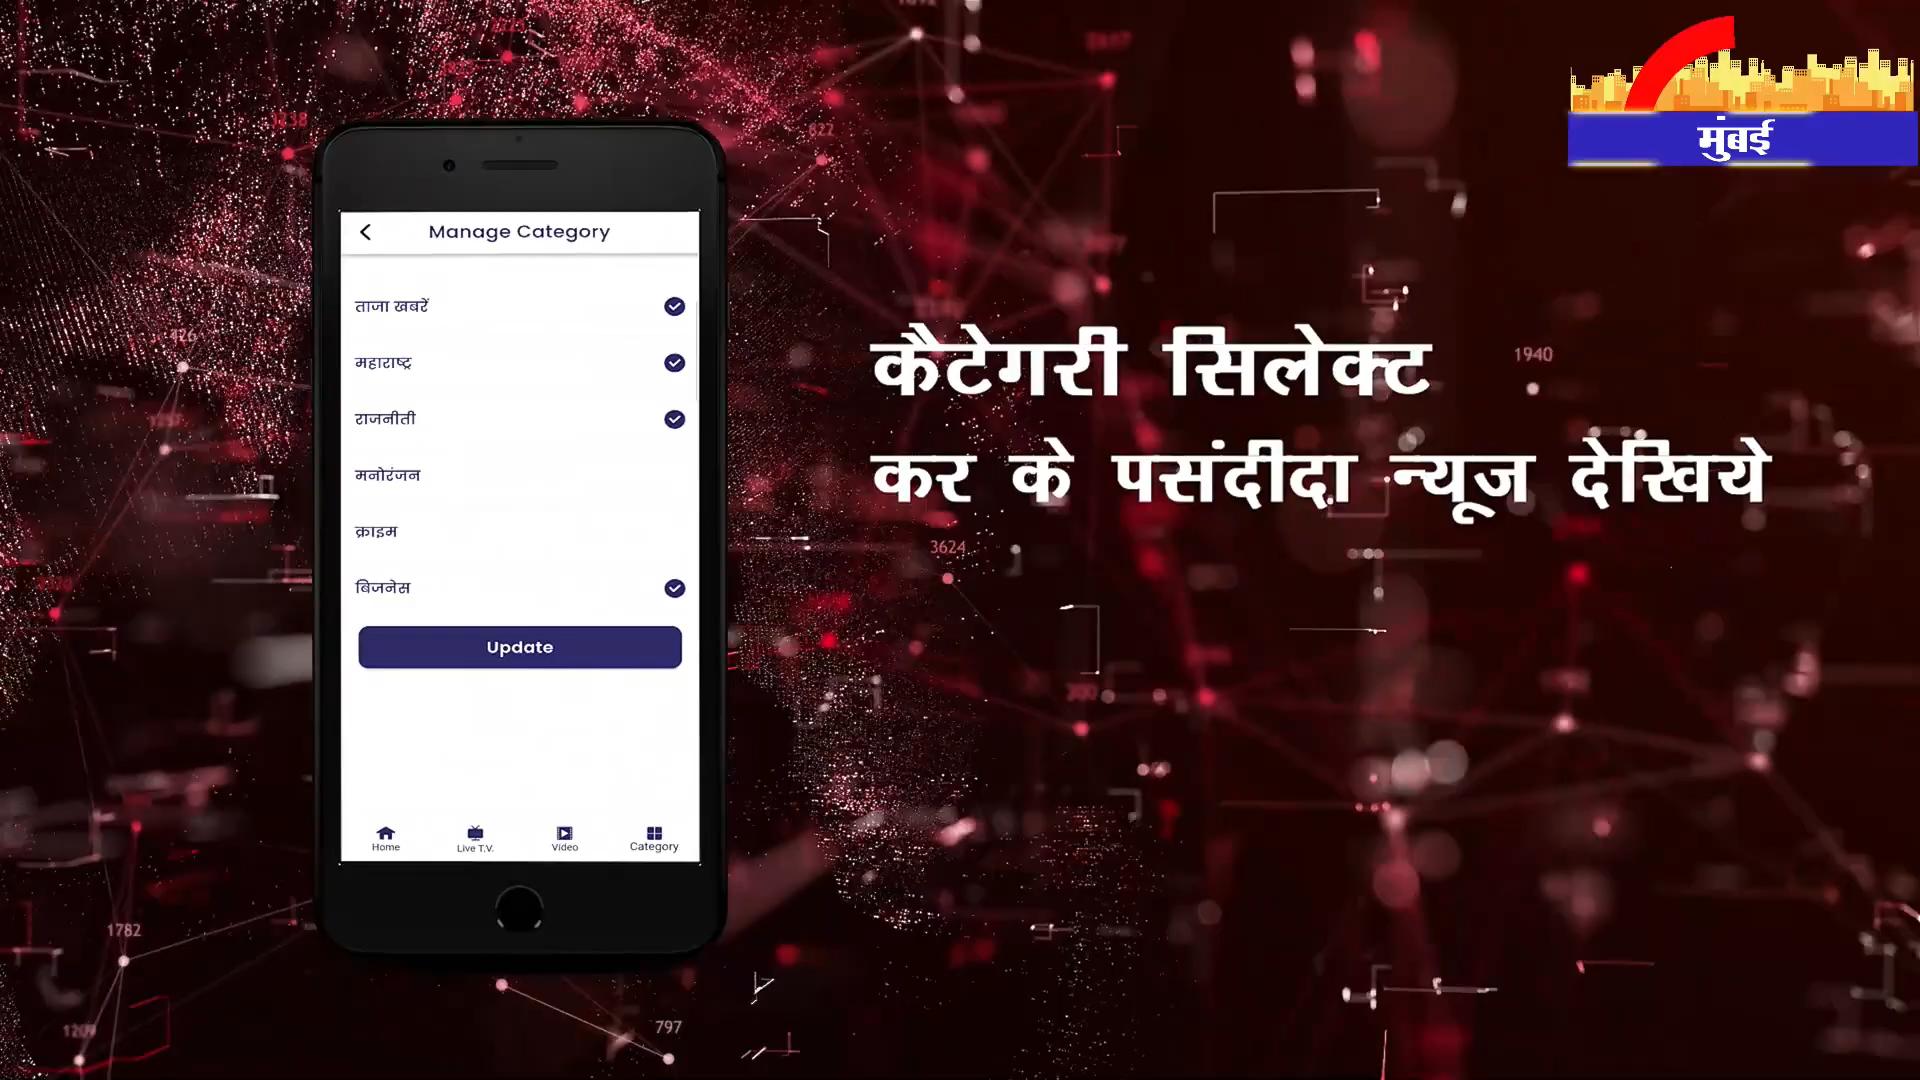 मुंबई
Manage Category
ताजा खबरें
महाराष्ट्र
राजनीती
मनोरंजन
क्राइम
बिजनेस
Update
Home
Live T.V.
Video
Category
कैटेगरी सिलेक्ट
कर के पसंदीदा न्यूज देखिये
1940
3624
622
1782
797